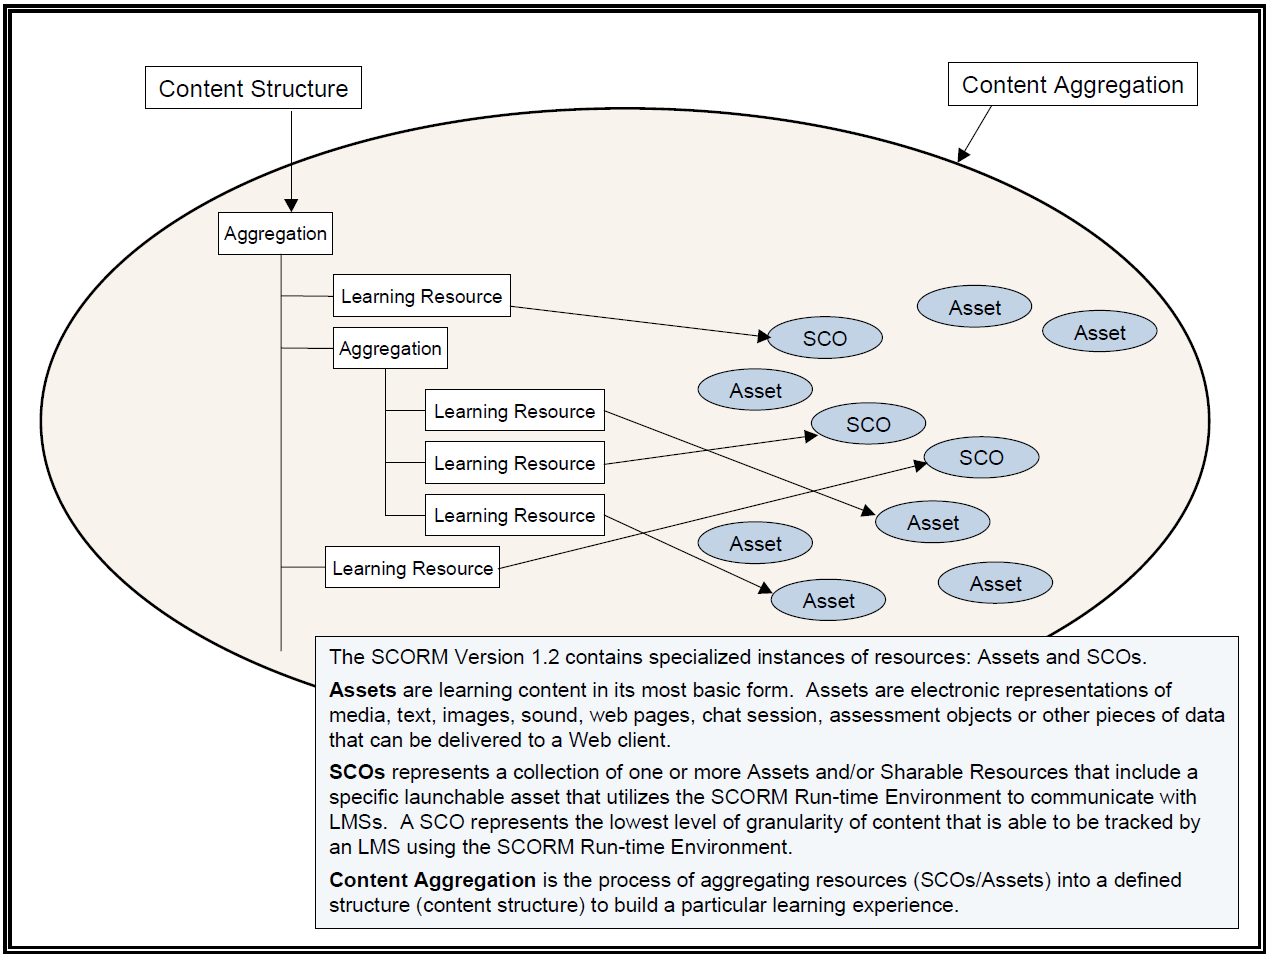 Content Structure
Content Aggregation
Aggregation
Learning Resource
Aggregation
Learning Resource
Learning Resource
Learning Resource
Learning Resource
Asset
Asset
SCO
Asset
SCO
SCO
Asset
Asset
Asset
Asset
The SCORM Version 1.2 contains specialized instances of resources: Assets and SCOs.
Assets are learning content in its most basic form. Assets are electronic representations of
media, text, images, sound, web pages, chat session, assessment objects or other pieces of data
that can be delivered to a Web client.
SCOs represents a collection of one or more Assets and/or Sharable Resources that include a
specific launchable asset that utilizes the SCORM Run-time Environment to communicate with
LMSs. A SCO represents the lowest level of granularity of content that is able to be tracked by
an LMS using the SCORM Run-time Environment.
Content Aggregation is the process of aggregating resources (SCOs/Assets) into a defined
structure (content structure) to build a particular learning experience.